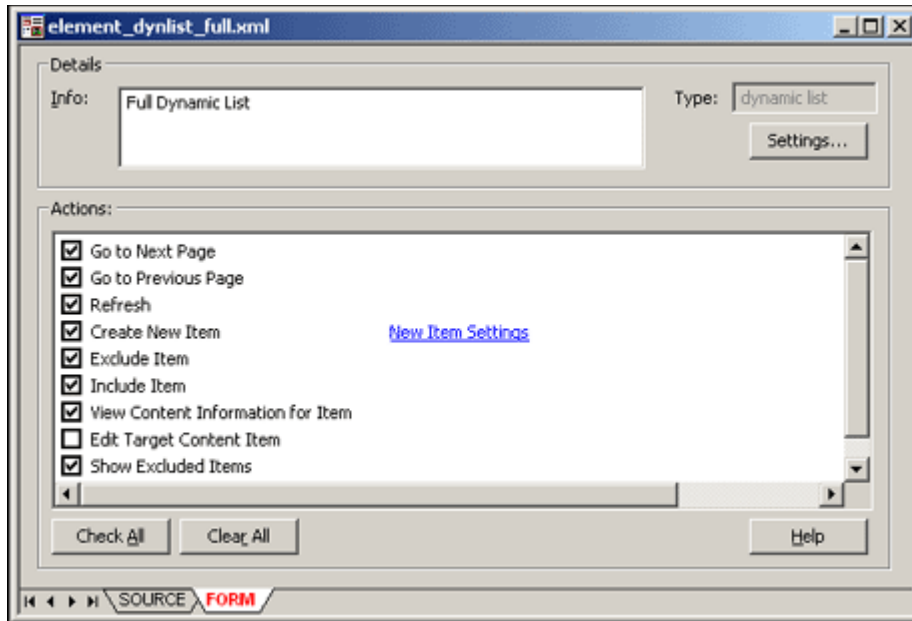 element_dynlist_full.xml
Details
Info: Full Dynamic List Type: dynamic list
Settings...
Actions:
Go to Next Page
Go to Previous Page
Refresh
Create New Item New Item Settings
Exclude Item
Include Item
View Content Information for Item
Edit Target Content Item
Show Excluded Items
Check All Clear All Help
SOURCE FORM